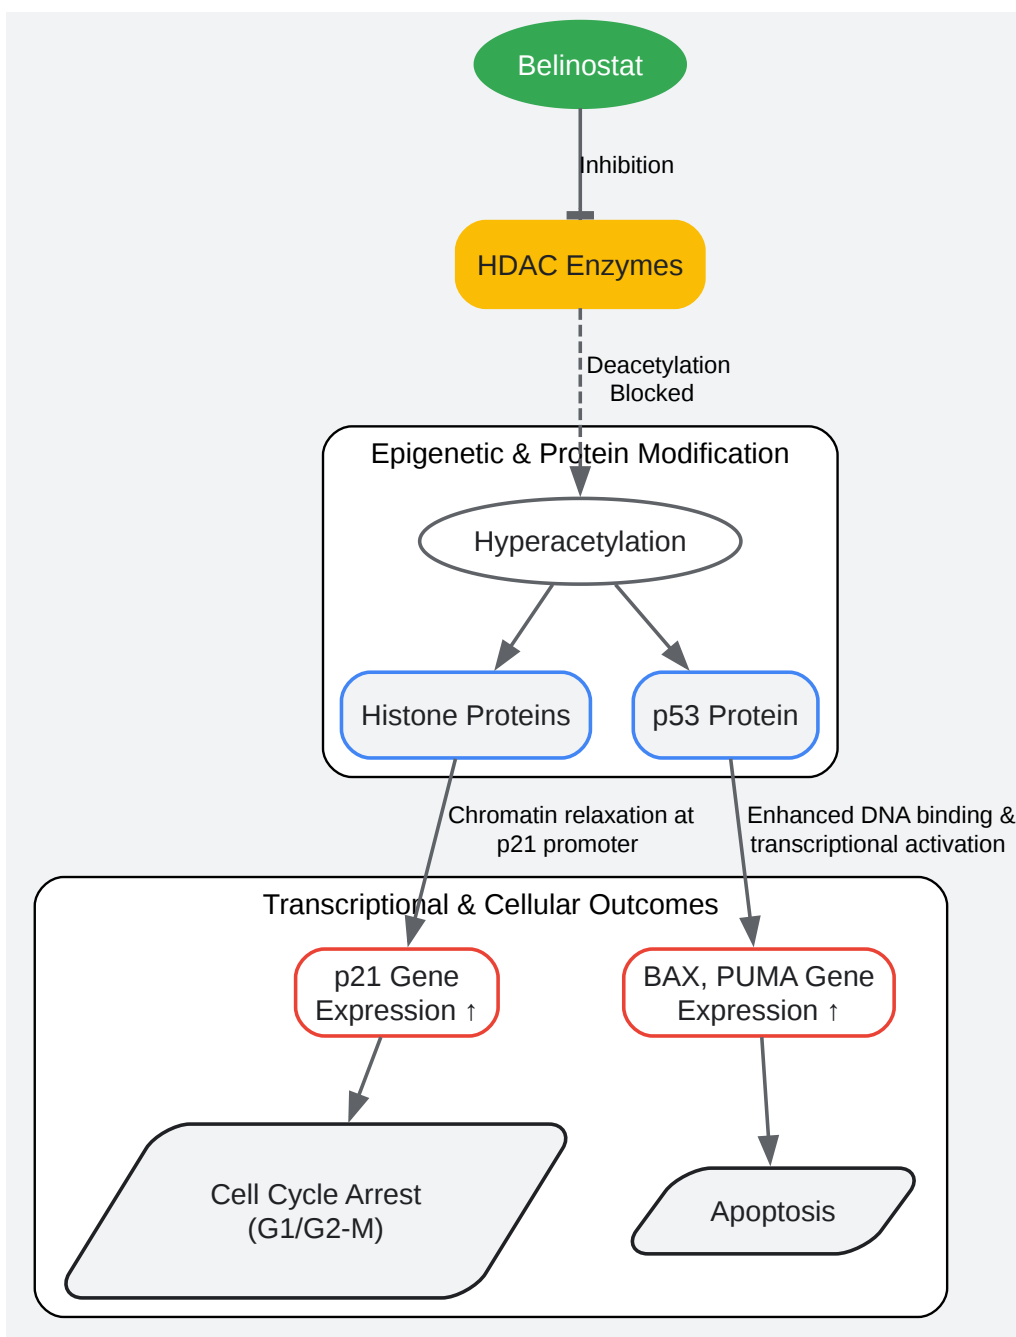 Belinostat
Inhibition
HDAC Enzymes
Deacetylation
Blocked
Epigenetic & Protein Modification
Hyperacetylation
Histone Proteins
p53 Protein
Chromatin relaxation at
p21 promoter
Enhanced DNA binding &
transcriptional activation
Transcriptional & Cellular Outcomes
p21 Gene
Expression ↑
BAX, PUMA Gene
Expression ↑
Cell Cycle Arrest
(G1/G2-M)
Apoptosis